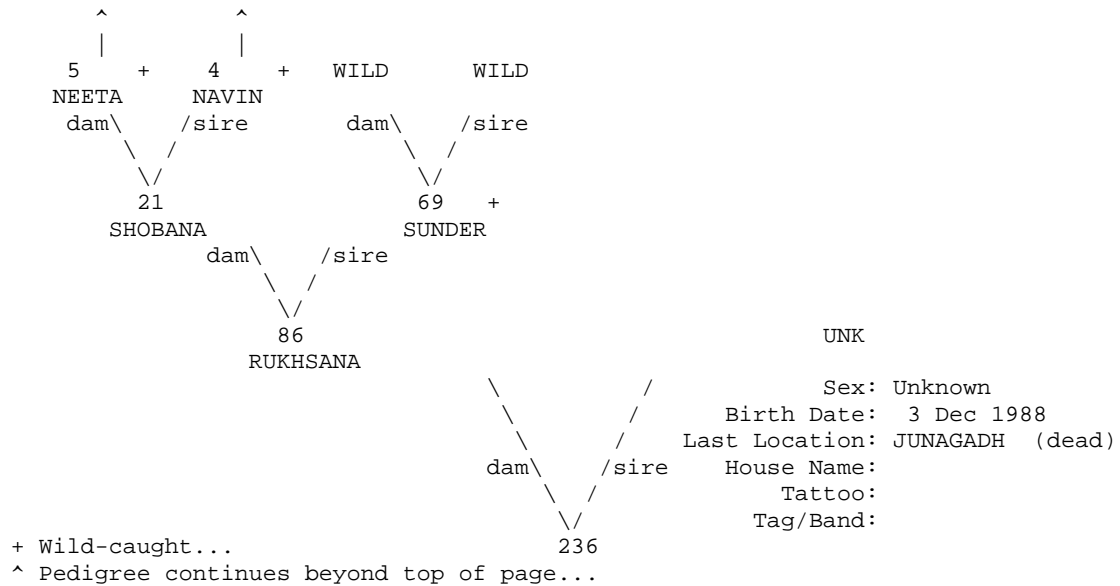 ^ ^
| |
5 + 4 + WILD WILD
NEETA NAVIN
dam\ /sire dam\ /sire
\ / \ /
\/ \/
21 69 +
SHOBANA SUNDER
dam\ /sire
\ /
\/
86 UNK
RUKHSANA
\ / Sex: Unknown
\ / Birth Date: 3 Dec 1988
\ / Last Location: JUNAGADH (dead)
dam\ /sire House Name:
\ / Tattoo:
\/ Tag/Band:
+ Wild-caught... 236
^ Pedigree continues beyond top of page...